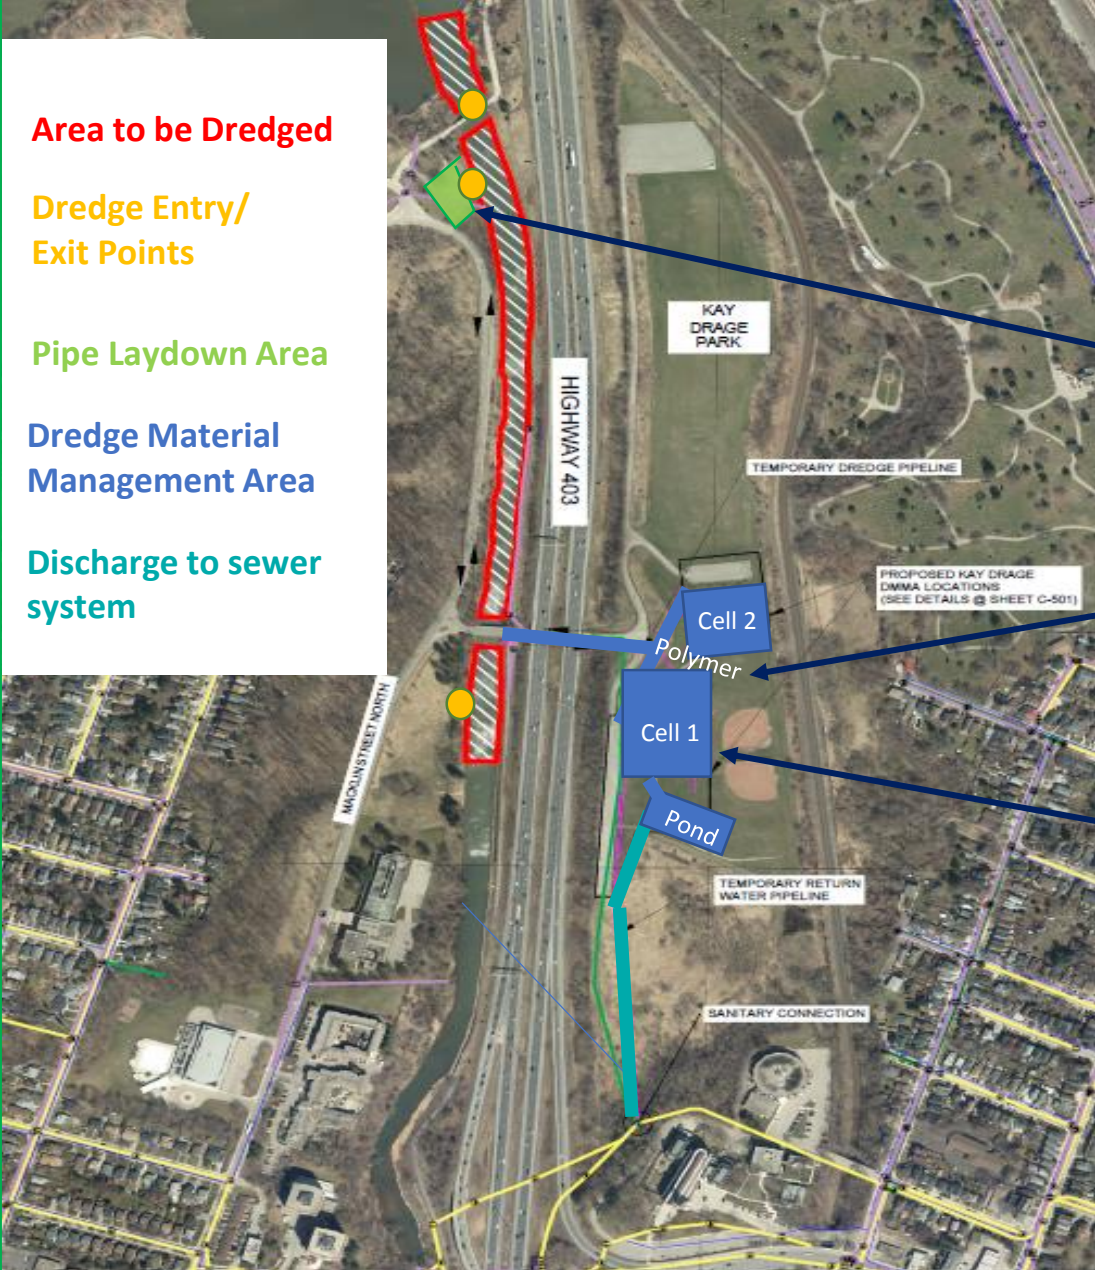 Area to be Dredged
Dredge Entry/
Exit Points
Pipe Laydown Area
Dredge Material
Management Area
Discharge to sewer
system
KAY
DRAGE
PARK
HIGHWAY 403
TEMPORARY DREDGE PIPELINE
PROPOSED KAY DRAGE
DMMA LOCATIONS
(SEE DETAILS @ SHEET C-501)
Cell 2
Polymer
Cell 1
MACKLIN STREET NORTH
Pond
TEMPORARY RETURN
WATER PIPELINE
SANITARY CONNECTION